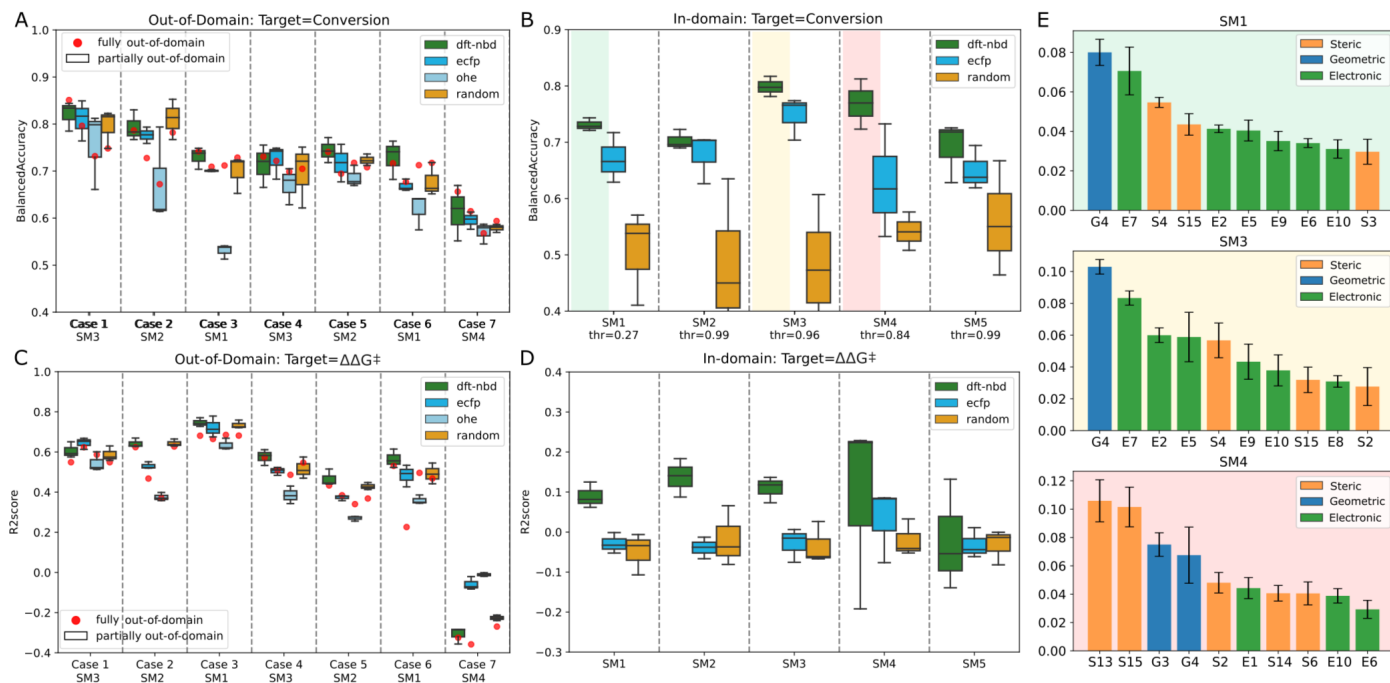 A
Out-of-Domain: Target=Conversion
fully out-of-domain
partially out-of-domain
dft-nbd
ecfp
ohe
random
BalancedAccuracy
1.0
0.9
0.8
0.7
0.6
0.5
0.4
Case 1 Case 2 Case 3 Case 4 Case 5 Case 6 Case 7
SM3 SM2 SM1 SM3 SM2 SM1 SM4
B
In-domain: Target=Conversion
dft-nbd
ecfp
random
BalancedAccuracy
1.0
0.9
0.8
0.7
0.6
0.5
0.4
SM1 SM2 SM3 SM4 SM5
thr=0.27 thr=0.99 thr=0.96 thr=0.84 thr=0.99
C
Out-of-Domain: Target=ΔΔG‡
dft-nbd
ecfp
ohe
random
fully out-of-domain
partially out-of-domain
R2score
1.0
0.8
0.6
0.4
0.2
0.0
−0.2
−0.4
Case 1 Case 2 Case 3 Case 4 Case 5 Case 6 Case 7
SM3 SM2 SM1 SM3 SM2 SM1 SM4
D
In-domain: Target=ΔΔG‡
dft-nbd
ecfp
random
R2score
0.4
0.3
0.2
0.1
0.0
−0.1
−0.2
−0.3
−0.4
SM1 SM2 SM3 SM4 SM5
E
SM1
Steric
Geometric
Electronic
0.08
0.06
0.04
0.02
0.00
G4 E7 S4 S15 E2 E5 E9 E6 E10 S3
SM3
Steric
Geometric
Electronic
0.10
0.08
0.06
0.04
0.02
0.00
G4 E7 E2 E5 S4 E9 E10 S15 E8 S2
SM4
Steric
Geometric
Electronic
0.12
0.10
0.08
0.06
0.04
0.02
0.00
S13 S15 G3 G4 S2 E1 S14 S6 E10 E6